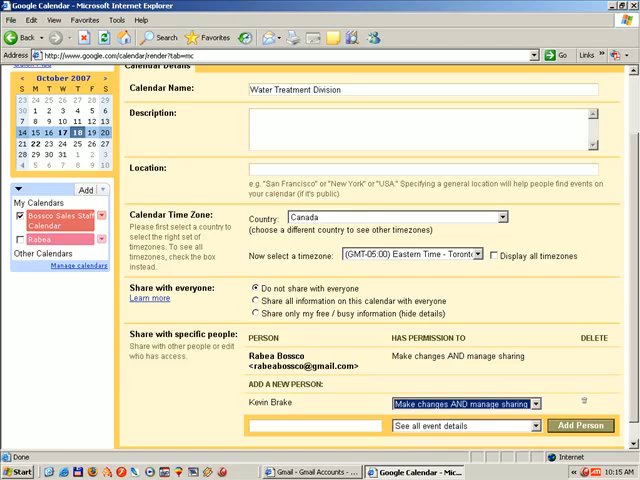 Google Calendar - Microsoft Internet Explorer
File Edit View Favorites Tools Help
Back Search Favorites
Address http://www.google.com/calendar/render?tab=mc Go Links »
Calendar Details
« October 2007 »
S M T W T F S
23 24 25 26 27 28 29
30 1 2 3 4 5 6
7 8 9 10 11 12 13
14 15 16 17 18 19 20
21 22 23 24 25 26 27
28 29 30 31 1 2 3
4 5 6 7 8 9 10
Add
My Calendars
Bossco Sales Staff
Calendar
Rabea
Other Calendars
Manage calendars
Calendar Name: Water Treatment Division
Description:
Location:
e.g. "San Francisco" or "New York" or "USA." Specifying a general location will help people find events on
your calendar (if it's public)
Calendar Time Zone:
Please first select a country to
select the right set of
timezones. To see all
timezones, check the box
instead.
Country: Canada
(choose a different country to see other timezones)
Now select a timezone: (GMT-05:00) Eastern Time - Toronto Display all timezones
Share with everyone:
Learn more
Do not share with everyone
Share all information on this calendar with everyone
Share only my free / busy information (hide details)
Share with specific people:
Share with other people or edit
who has access.
PERSON HAS PERMISSION TO DELETE
Rabea Bossco
<rabeabossco@gmail.com> Make changes AND manage sharing
ADD A NEW PERSON:
Kevin Brake Make changes AND manage sharing
See all event details Add Person
Done Internet
Start Gmail - Gmail Accounts - ... Google Calendar - Mic... 10:15 AM